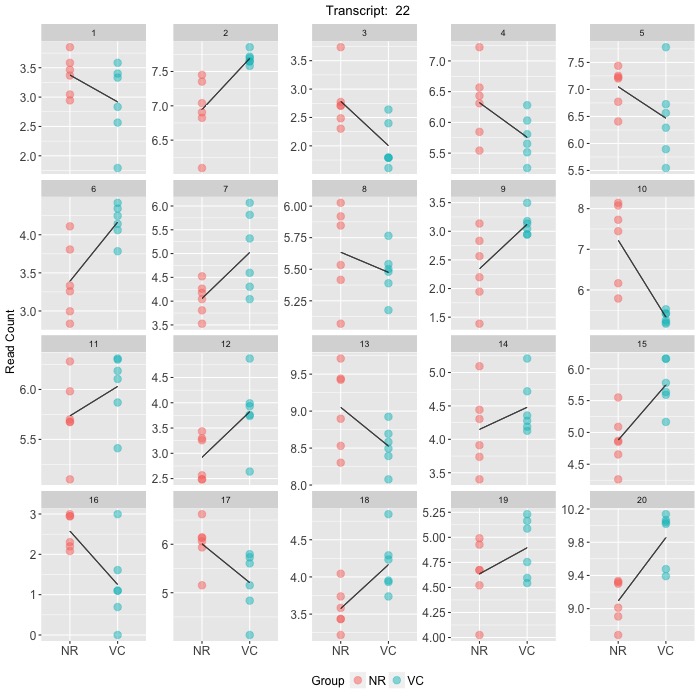 Transcript:  22
1 2 3 4 5
3.5 3.0 2.5 2.0
7.5 7.0 6.5
3.5 3.0 2.5 2.0
7.0 6.5 6.0 5.5
7.5 7.0 6.5 6.0 5.5
6 7 8 9 10
4.0 3.5 3.0
6.0 5.5 5.0 4.5 4.0 3.5
6.00 5.75 5.50 5.25
3.5 3.0 2.5 2.0 1.5
8 7 6
Read Count
11 12 13 14 15
6.0 5.5
4.5 4.0 3.5 3.0 2.5
9.5 9.0 8.5 8.0
5.0 4.5 4.0 3.5
6.0 5.5 5.0 4.5
16 17 18 19 20
3 2 1 0
6 5
4.5 4.0 3.5
5.25 5.00 4.75 4.50 4.25 4.00
10.2 9.8 9.4 9.0
NR VC NR VC NR VC NR VC NR VC
Group NR VC